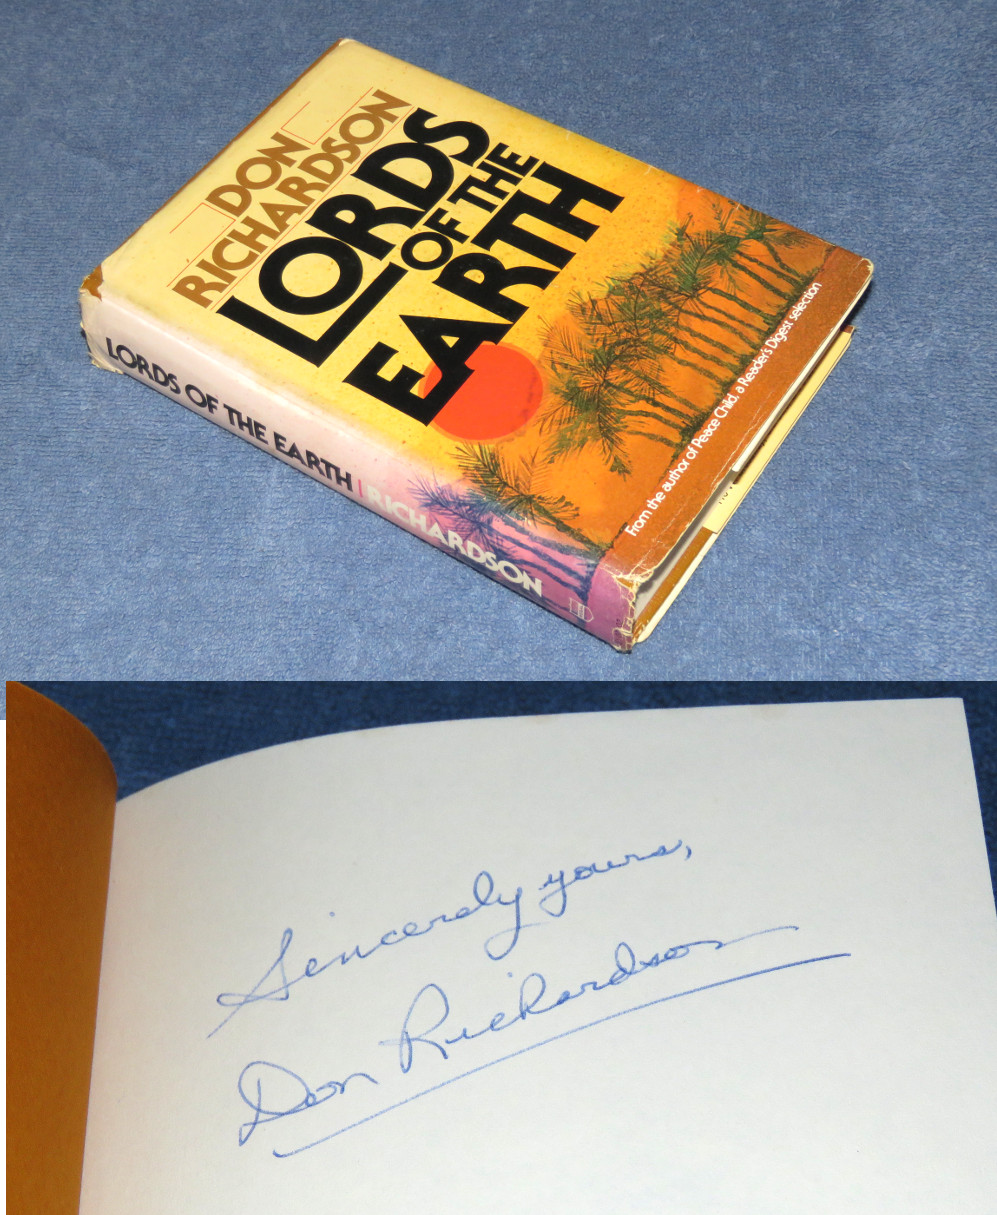 DON
RICHARDSON
LORDS
OF THE
EARTH
From the author of Peace Child, a Reader's Digest selection
LORDS OF THE EARTH | RICHARDSON
Sincerely yours,
Don Richardson